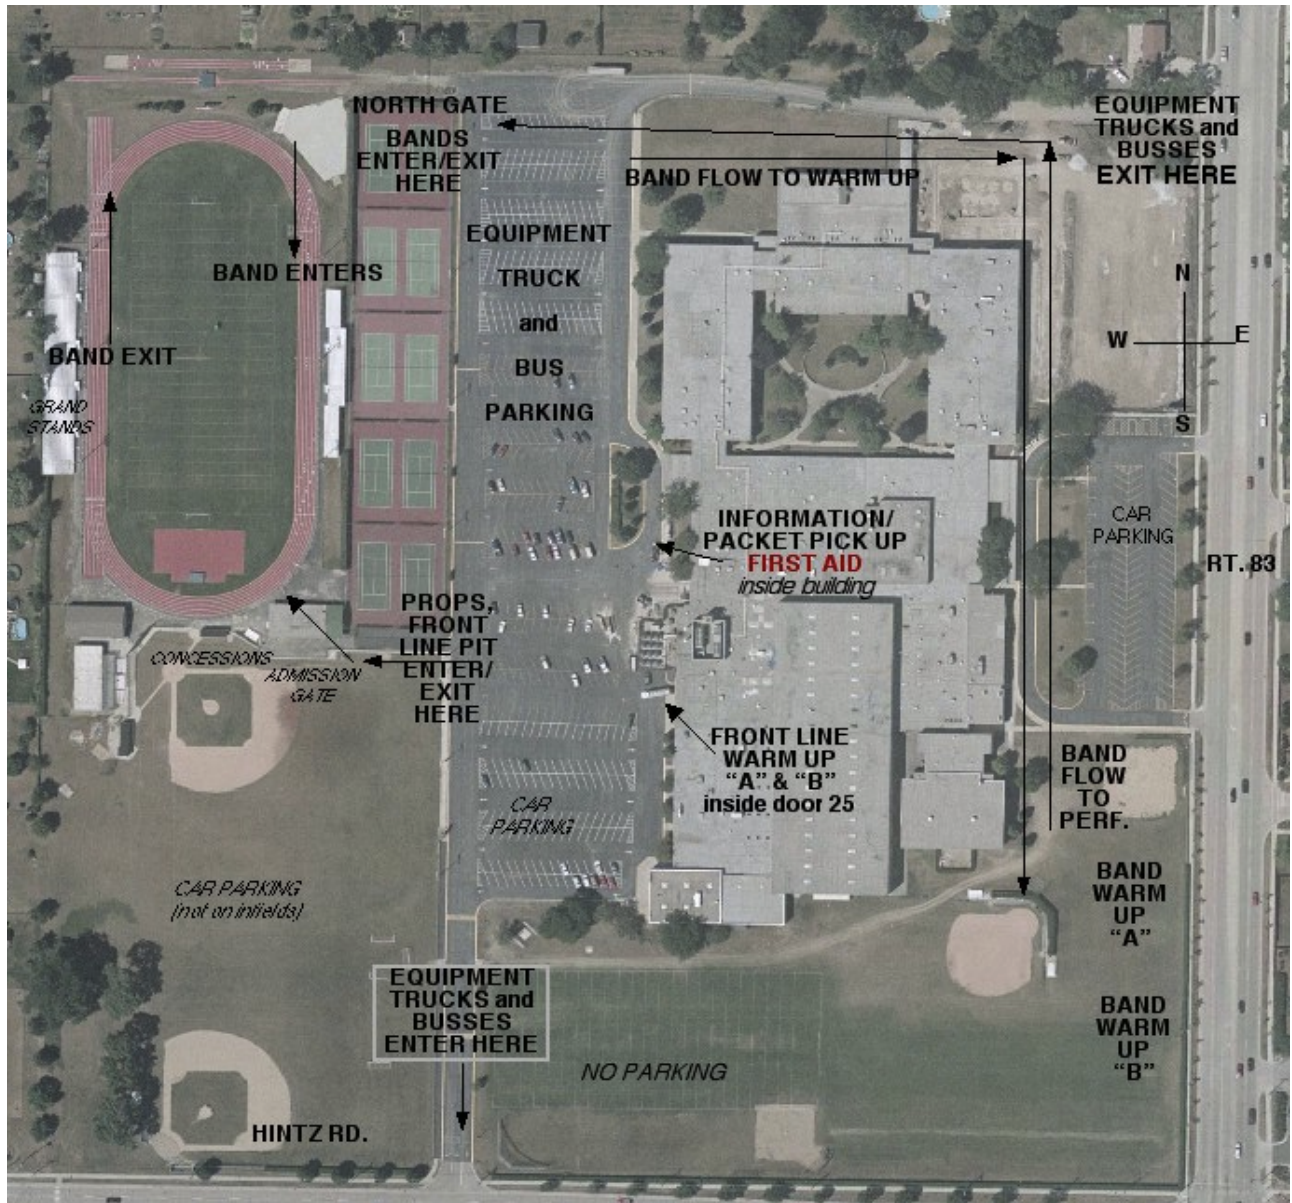 NORTH GATE
BANDS
ENTER/EXIT
HERE
EQUIPMENT
TRUCKS and
BUSSES
EXIT HERE
BAND FLOW TO WARM UP
BAND ENTERS
EQUIPMENT
TRUCK
and
BUS
PARKING
N
W
E
S
BAND EXIT
GRAND
STANDS
INFORMATION/
PACKET PICK UP
FIRST AID
inside building
CAR
PARKING
RT. 83
PROPS,
FRONT
LINE PIT
ENTER/
EXIT
HERE
CONCESSIONS
ADMISSION
GATE
FRONT LINE
WARM UP
“A” & “B”
inside door 25
BAND
FLOW
TO
PERF.
CAR
PARKING
CAR PARKING
(not on infields)
BAND
WARM
UP
“A”
EQUIPMENT
TRUCKS and
BUSSES
ENTER HERE
BAND
WARM
UP
“B”
NO PARKING
HINTZ RD.